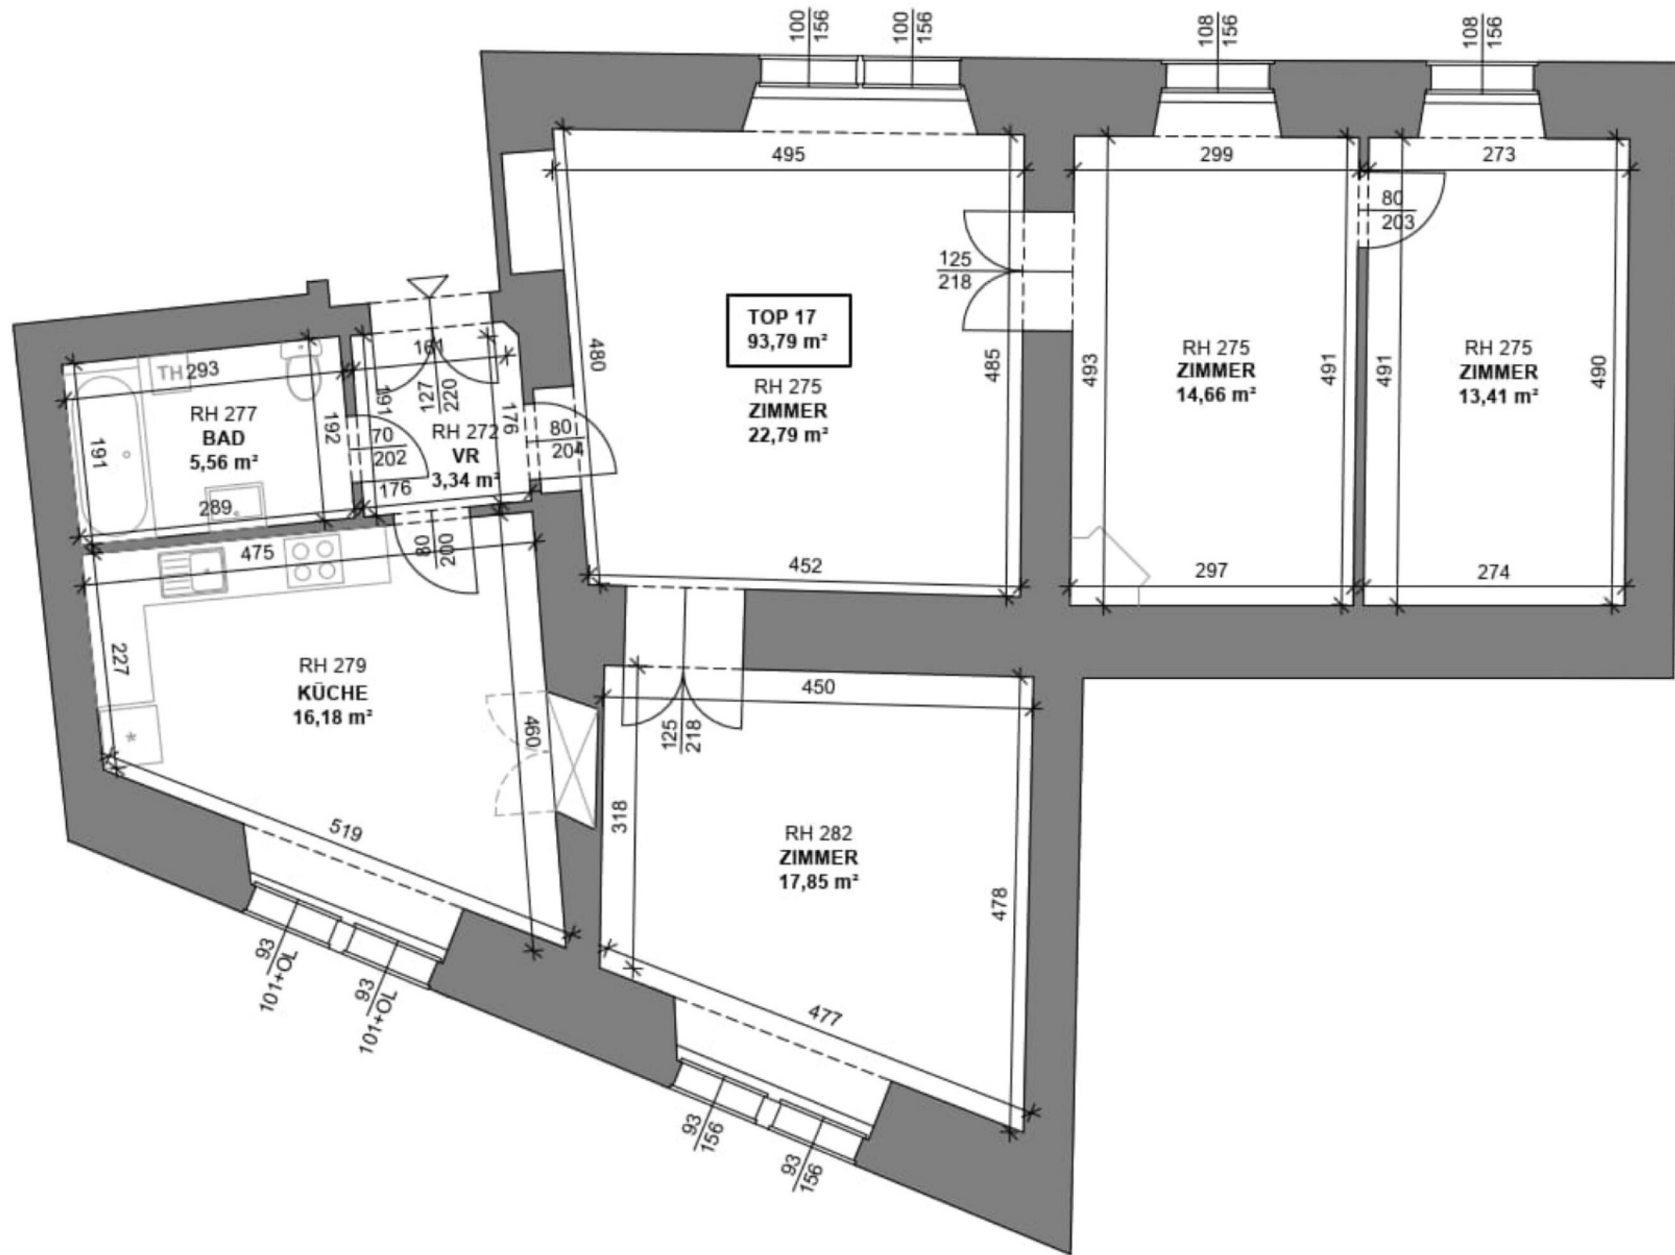 100
156
100
156
108
156
108
156
495
299
273
80
203
125
218
TOP 17
93,79 m²
480
485
493
491
491
490
RH 275
ZIMMER
22,79 m²
RH 275
ZIMMER
14,66 m²
RH 275
ZIMMER
13,41 m²
161
TH
293
191
127
220
176
RH 277
BAD
5,56 m²
192
191
70
202
RH 272
VR
3,34 m²
80
204
176
289
475
80
200
452
297
274
227
RH 279
KÜCHE
16,18 m²
*
460
450
125
218
318
519
RH 282
ZIMMER
17,85 m²
478
477
93
101+OL
93
101+OL
93
156
93
156